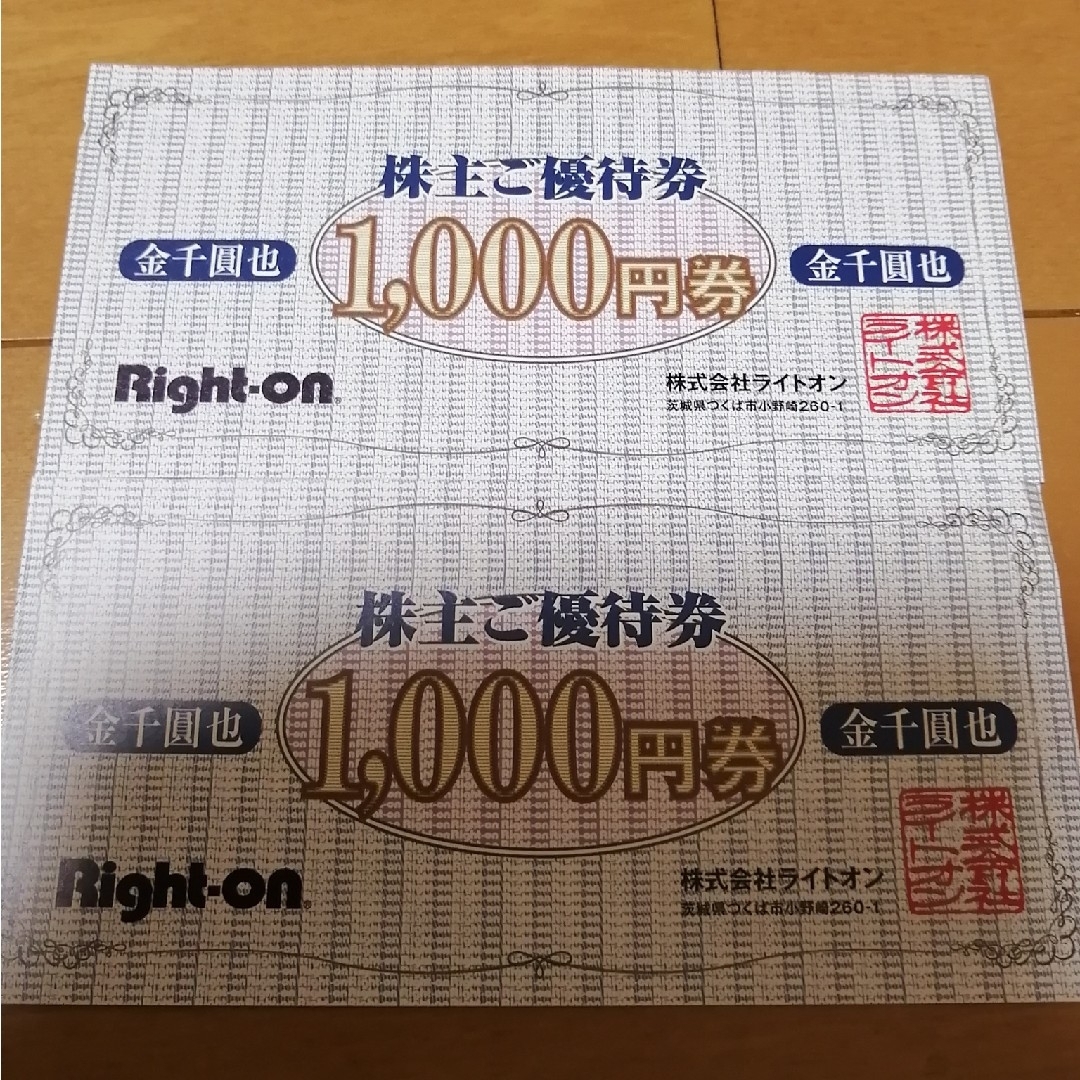 株主ご優待券
金千圓也
1,000円券
金千圓也
Right-on®
株式会社ライトオン
茨城県つくば市小野崎260-1
株式会社
ライトオン
株主ご優待券
金千圓也
1,000円券
金千圓也
Right-on®
株式会社ライトオン
茨城県つくば市小野崎260-1
株式会社
ライトオン